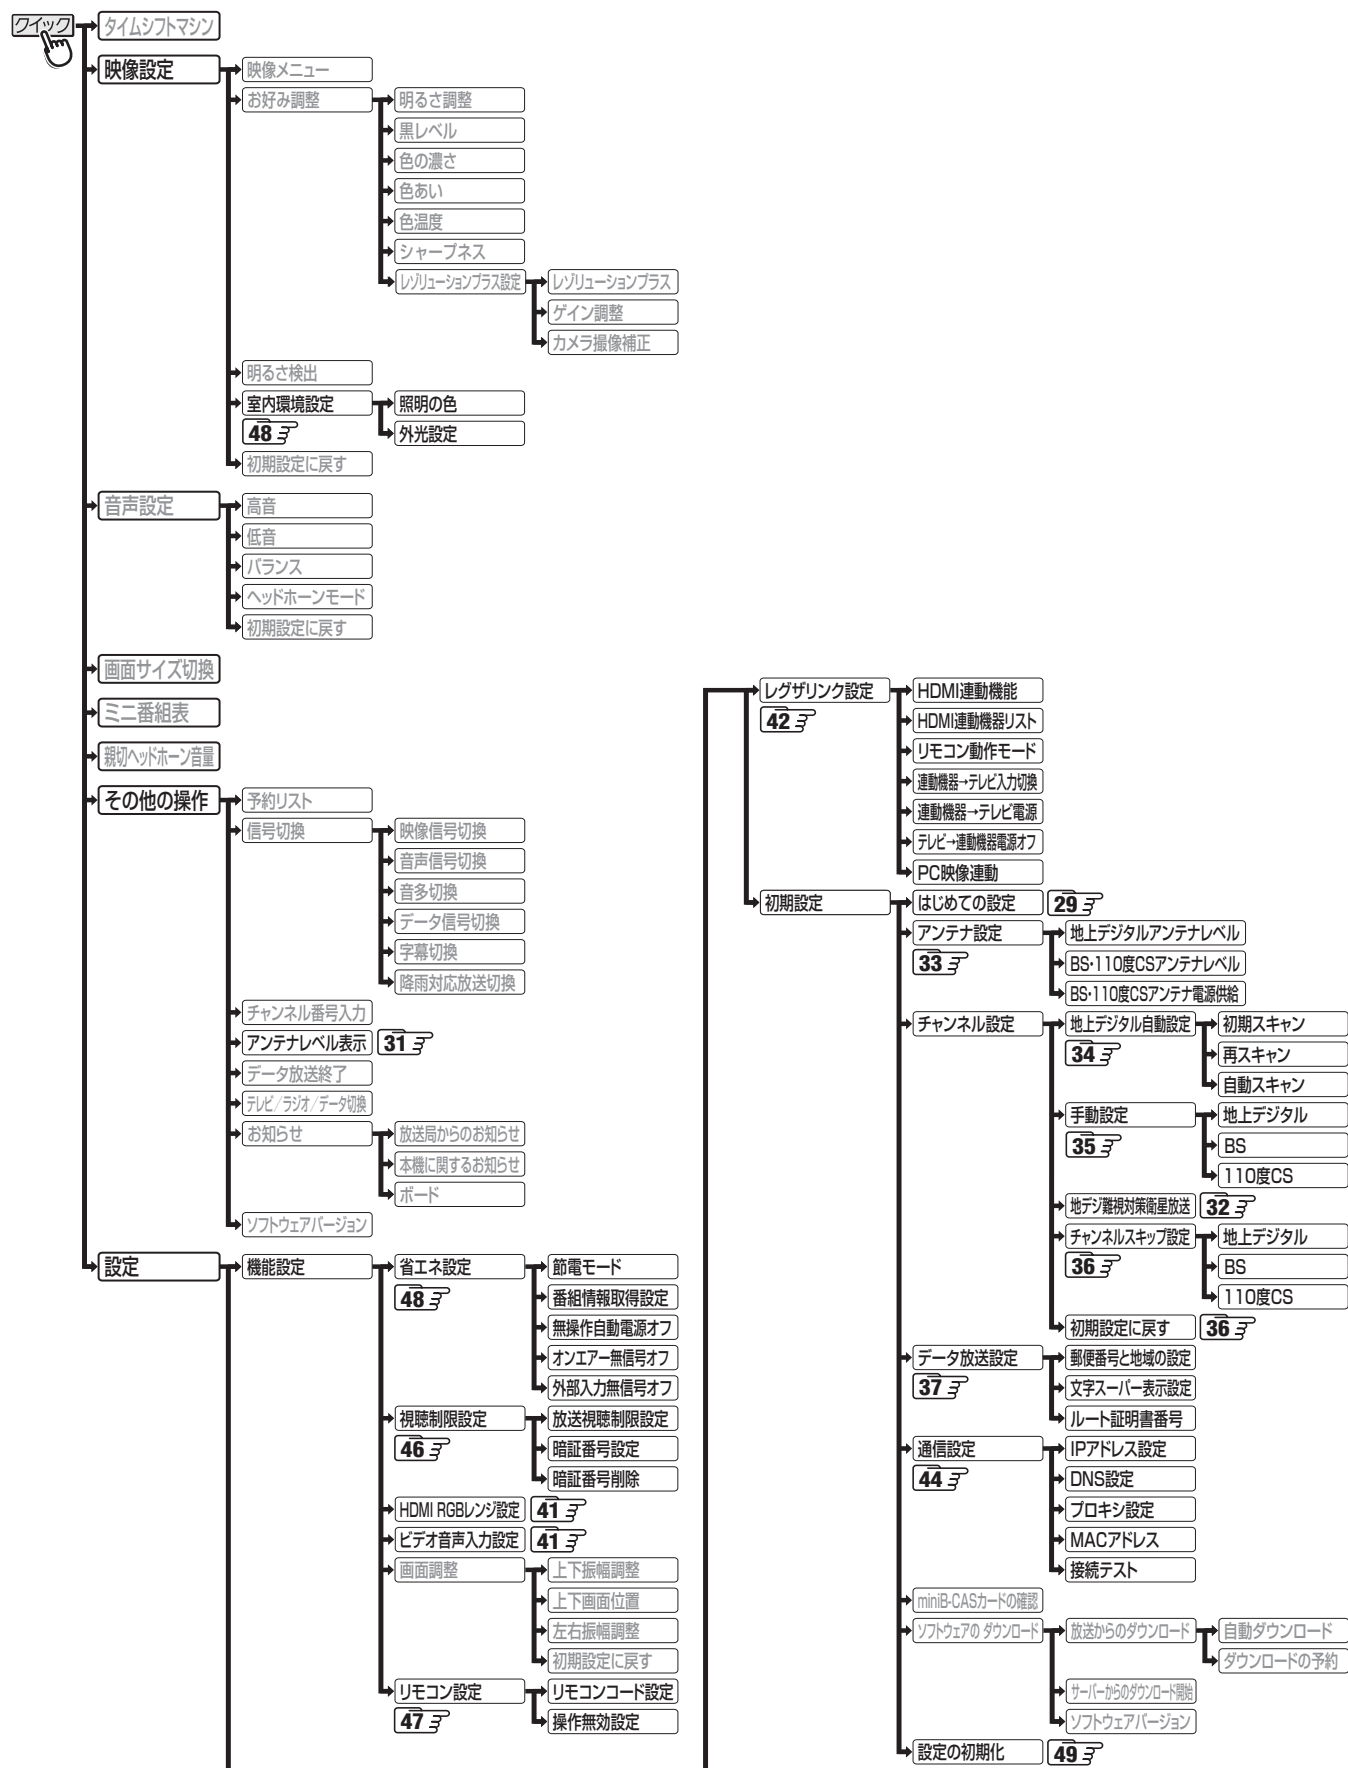 クイック
タイムシフトマシン
映像設定
映像メニュー
お好み調整
明るさ調整
黒レベル
色の濃さ
色あい
色温度
シャープネス
レゾリューションプラス設定
レゾリューションプラス
ゲイン調整
カメラ撮像補正
明るさ検出
室内環境設定
48
照明の色
外光設定
初期設定に戻す
音声設定
高音
低音
バランス
ヘッドホーンモード
初期設定に戻す
画面サイズ切換
ミニ番組表
親切ヘッドホーン音量
その他の操作
予約リスト
信号切換
映像信号切換
音声信号切換
音多切換
データ信号切換
字幕切換
降雨対応放送切換
チャンネル番号入力
アンテナレベル表示 31
データ放送終了
テレビ/ラジオ/データ切換
お知らせ
放送局からのお知らせ
本機に関するお知らせ
ボード
ソフトウェアバージョン
設定
機能設定
省エネ設定
48
節電モード
番組情報取得設定
無操作自動電源オフ
オンエアー無信号オフ
外部入力無信号オフ
視聴制限設定
46
放送視聴制限設定
暗証番号設定
暗証番号削除
HDMI RGBレンジ設定 41
ビデオ音声入力設定 41
画面調整
上下振幅調整
上下画面位置
左右振幅調整
初期設定に戻す
リモコン設定
47
リモコンコード設定
操作無効設定
レグザリンク設定
42
HDMI連動機能
HDMI連動機器リスト
リモコン動作モード
連動機器→テレビ入力切換
連動機器→テレビ電源
テレビ→連動機器電源オフ
PC映像連動
初期設定
はじめての設定 29
アンテナ設定
33
地上デジタルアンテナレベル
BS・110度CSアンテナレベル
BS・110度CSアンテナ電源供給
チャンネル設定
地上デジタル自動設定
34
初期スキャン
再スキャン
自動スキャン
手動設定
35
地上デジタル
BS
110度CS
地デジ難視対策衛星放送 32
チャンネルスキップ設定
36
地上デジタル
BS
110度CS
初期設定に戻す 36
データ放送設定
37
郵便番号と地域の設定
文字スーパー表示設定
ルート証明書番号
通信設定
44
IPアドレス設定
DNS設定
プロキシ設定
MACアドレス
接続テスト
miniB-CASカードの確認
ソフトウェアの ダウンロード
放送からのダウンロード
自動ダウンロード
ダウンロードの予約
サーバーからのダウンロード開始
ソフトウェアバージョン
設定の初期化 49